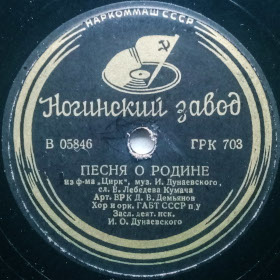 НАРКОММАШ СССР
Ногинский завод
В 05846 ГРК 703
ПЕСНЯ О РОДИНЕ
из ф-ма „Цирк", муз. И. Дунаевского,
сл. В. Лебедева Кумача
Арт. ВРК Д. В. Демьянов
Хор и орк. ГАБТ СССР п/у
Засл. деят. иск.
И. О. Дунаевского